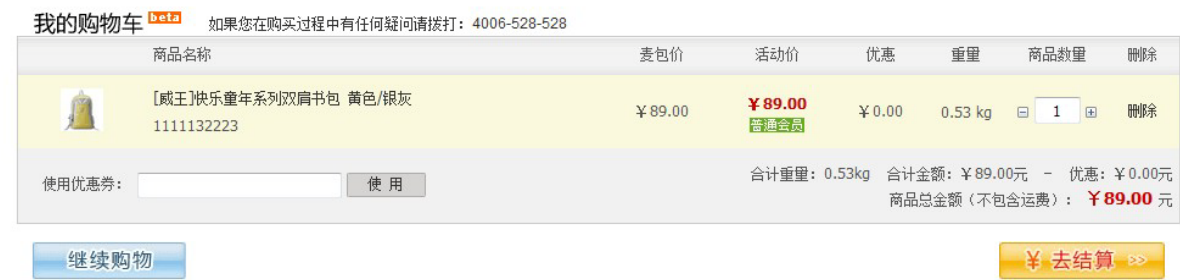 我的购物车 beta 如果您在购买过程中有任何疑问请拨打：4006-528-528
商品名称 麦包价 活动价 优惠 重量 商品数量 删除
[威王]快乐童年系列双肩书包 黄色/银灰 ￥89.00 ￥89.00 ￥0.00 0.53 kg 1 删除
1111132223 普通会员
使用优惠券： 使 用 合计重量：0.53kg 合计金额：￥89.00元 - 优惠：￥0.00元
商品总金额（不包含运费）：￥89.00 元
继续购物 ￥ 去结算 >>